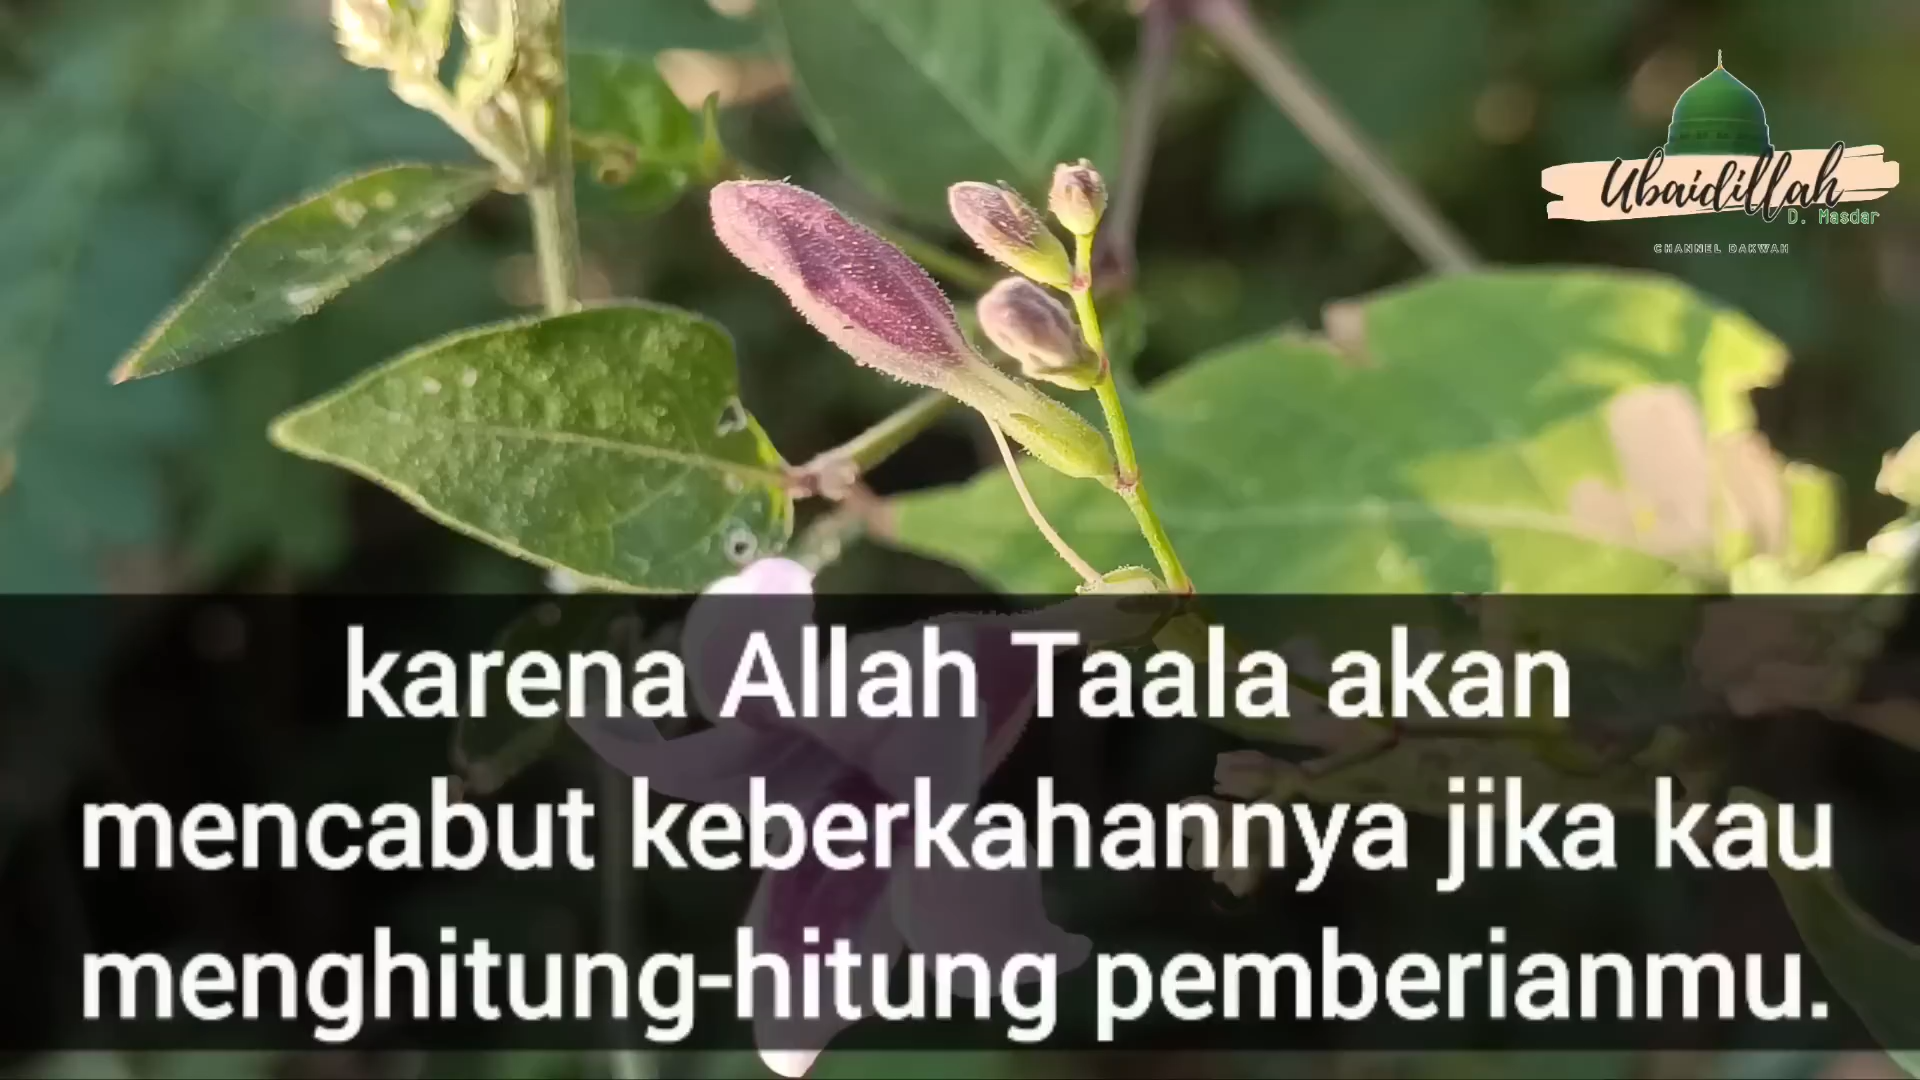 Ubaidillah
D. Masdar
CHANNEL DAKWAH
karena Allah Taala akan
mencabut keberkahannya jika kau
menghitung-hitung pemberianmu.